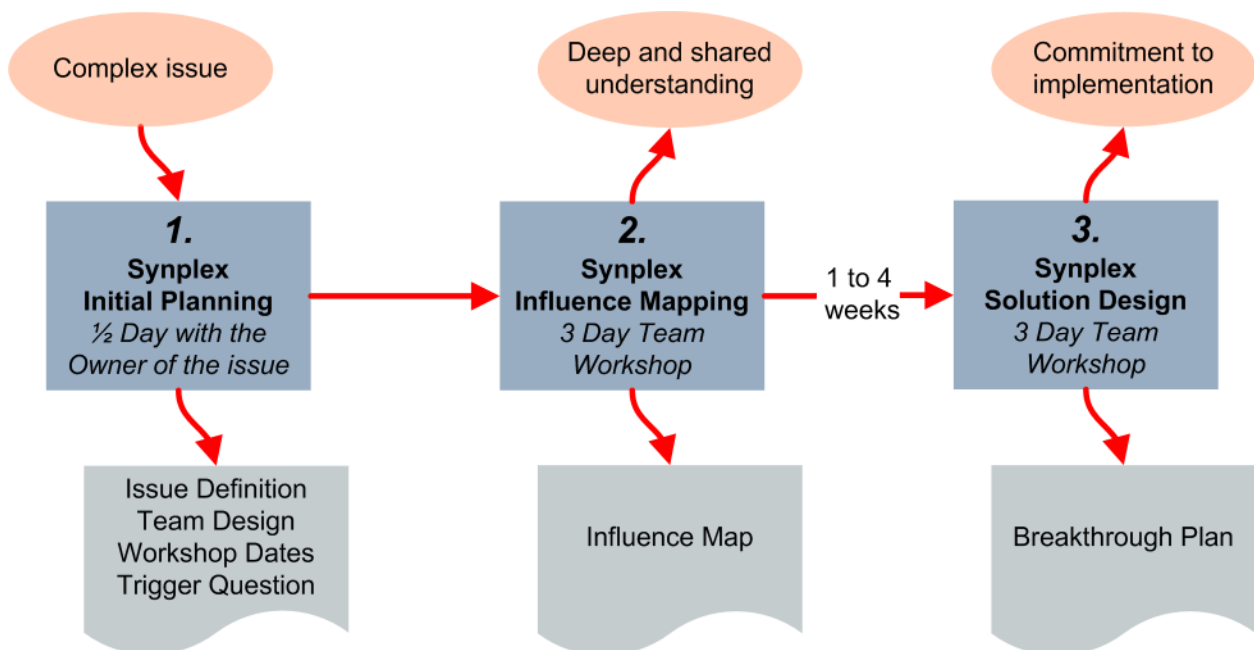 Complex issue
Deep and shared
understanding
Commitment to
implementation
1.
Synplex
Initial Planning
½ Day with the
Owner of the issue
2.
Synplex
Influence Mapping
3 Day Team
Workshop
1 to 4
weeks
3.
Synplex
Solution Design
3 Day Team
Workshop
Issue Definition
Team Design
Workshop Dates
Trigger Question
Influence Map
Breakthrough Plan